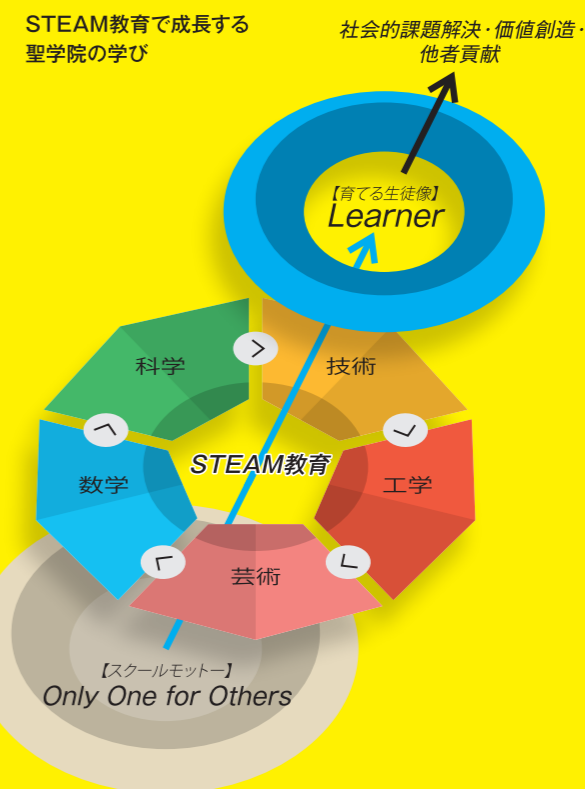 STEAM教育で成長する
聖学院の学び
社会的課題解決・価値創造・
他者貢献
【育てる生徒像】
Learner
科学
技術
STEAM教育
数学
工学
芸術
【スクールモットー】
Only One for Others